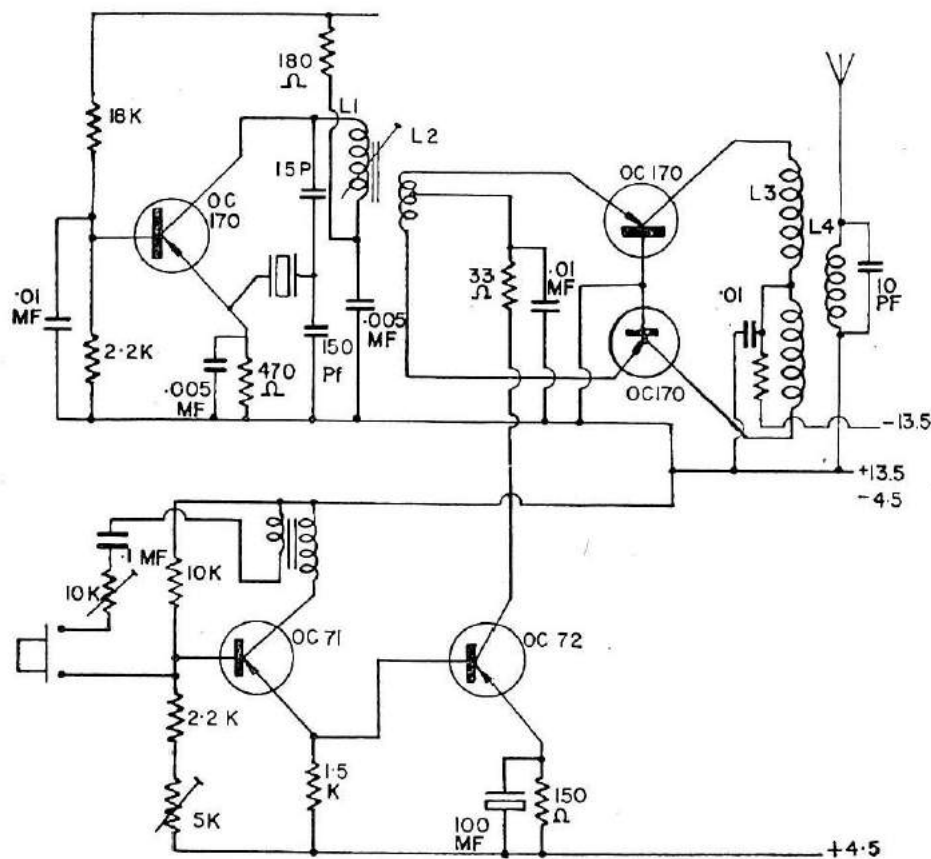 180
Ω
L1
L2
18K
15P
OC
170
OC 170
L3
L4
33
Ω
.01
MF
.01
10
PF
.01
MF
.005
MF
2·2K
150
Pf
470
Ω
.005
MF
OC170
-13.5
+13.5
-4.5
.1 MF
10K
10K
OC 71
OC 72
2·2 K
1·5
K
150
Ω
5K
100
MF
+4.5